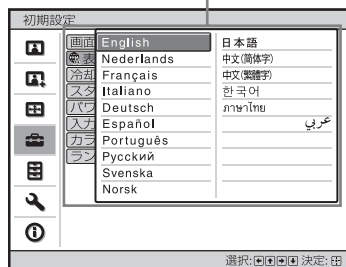 初期設定
画面
表
冷却
スタ
パワ
入力
カラ
ラン
English
Nederlands
Français
Italiano
Deutsch
Español
Português
Русский
Svenska
Norsk
日本語
中文(简体字)
中文(繁體字)
한국어
ภาษาไทย
عربي
選択: 決定: